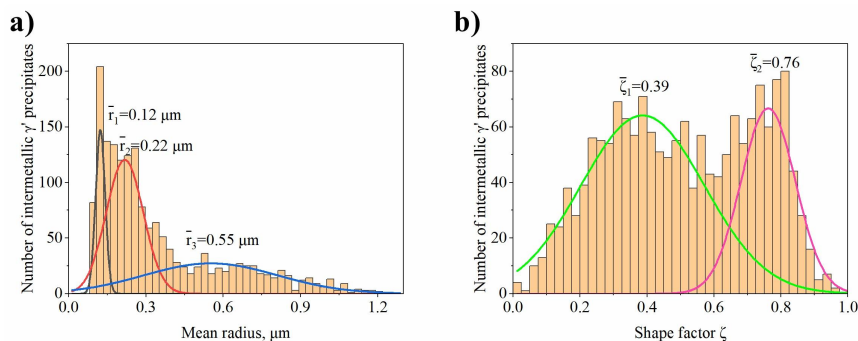 a)
Number of intermetallic γ' precipitates
200
150
100
50
0
r̄₁=0.12 μm
r̄₂=0.22 μm
r̄₃=0.55 μm
0.0 0.3 0.6 0.9 1.2
Mean radius, μm
b)
Number of intermetallic γ' precipitates
80
60
40
20
0
ζ̄₁=0.39
ζ̄₂=0.76
0.0 0.2 0.4 0.6 0.8 1.0
Shape factor ζ